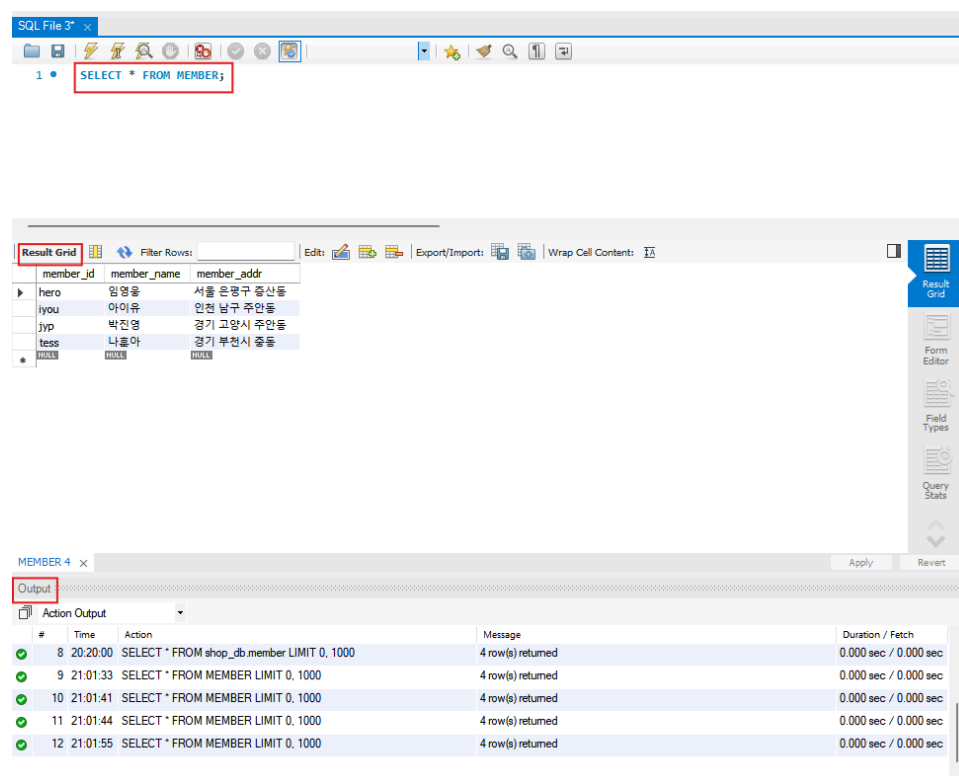 SQL File 3*
1 SELECT * FROM MEMBER;
Result Grid Filter Rows: Edit: Export/Import: Wrap Cell Content: IA
member_id member_name member_addr
hero 임영웅 서울 은평구 증산동
iyou 아이유 인천 남구 주안동
jyp 박진영 경기 고양시 주안동
tess 나훈아 경기 부천시 중동
NULL NULL NULL
Result
Grid
Form
Editor
Field
Types
Query
Stats
MEMBER 4 Apply Revert
Output
Action Output
# Time Action Message Duration / Fetch
8 20:20:00 SELECT * FROM shop_db.member LIMIT 0, 1000 4 row(s) returned 0.000 sec / 0.000 sec
9 21:01:33 SELECT * FROM MEMBER LIMIT 0, 1000 4 row(s) returned 0.000 sec / 0.000 sec
10 21:01:41 SELECT * FROM MEMBER LIMIT 0, 1000 4 row(s) returned 0.000 sec / 0.000 sec
11 21:01:44 SELECT * FROM MEMBER LIMIT 0, 1000 4 row(s) returned 0.000 sec / 0.000 sec
12 21:01:55 SELECT * FROM MEMBER LIMIT 0, 1000 4 row(s) returned 0.000 sec / 0.000 sec